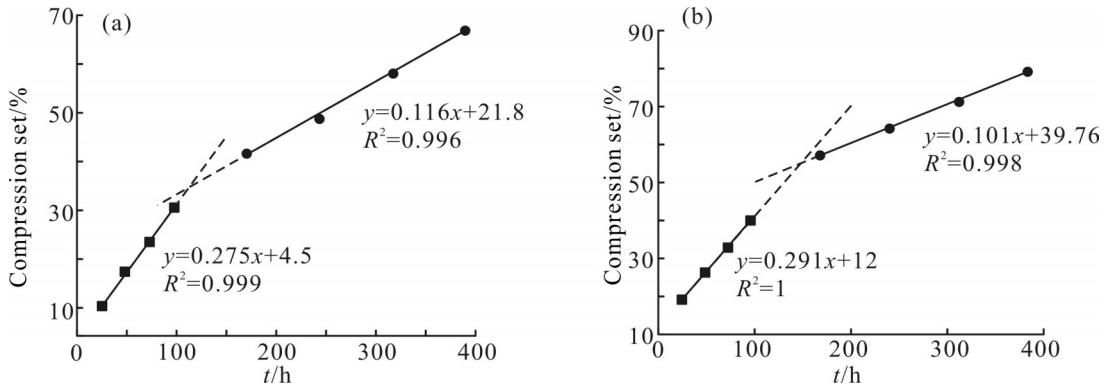 (a)
70
50
30
10
Compression set/%
y=0.116x+21.8
R²=0.996
y=0.275x+4.5
R²=0.999
0 100 200 300 400
t/h
(b)
90
70
50
30
10
Compression set/%
y=0.101x+39.76
R²=0.998
y=0.291x+12
R²=1
0 100 200 300 400
t/h